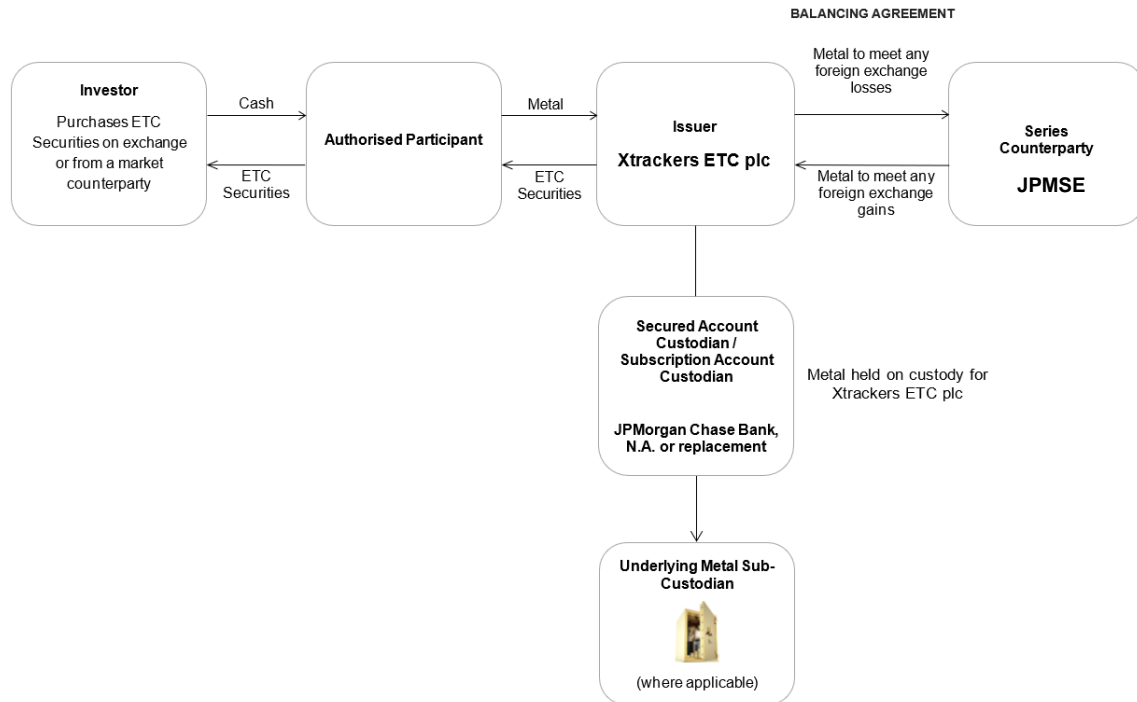 BALANCING AGREEMENT
Investor
Purchases ETC
Securities on exchange
or from a market
counterparty
Cash
ETC
Securities
Authorised Participant
Metal
ETC
Securities
Issuer
Xtrackers ETC plc
Metal to meet any
foreign exchange
losses
Metal to meet any
foreign exchange
gains
Series
Counterparty
JPMSE
Secured Account
Custodian /
Subscription Account
Custodian
JPMorgan Chase Bank,
N.A. or replacement
Metal held on custody for
Xtrackers ETC plc
Underlying Metal Sub-
Custodian
(where applicable)